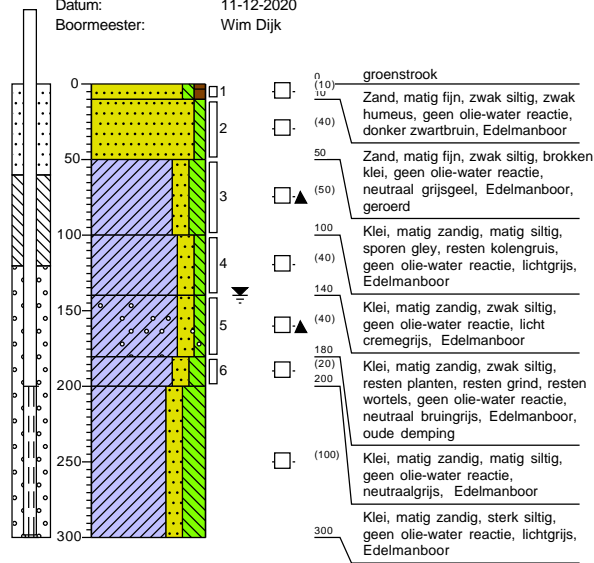 Datum: 11-12-2020
Boormeester: Wim Dijk
0
50
100
150
200
250
300
1
2
3
4
5
6
0
groenstrook
(10)
10
Zand, matig fijn, zwak siltig, zwak
humeus, geen olie-water reactie,
donker zwartbruin, Edelmanboor
(40)
50
Zand, matig fijn, zwak siltig, brokken
klei, geen olie-water reactie,
neutraal grijsgeel, Edelmanboor,
geroerd
(50)
100
Klei, matig zandig, matig siltig,
sporen gley, resten kolengruis,
geen olie-water reactie, lichtgrijs,
Edelmanboor
(40)
140
Klei, matig zandig, zwak siltig,
geen olie-water reactie, licht
cremegrijs, Edelmanboor
(40)
180
Klei, matig zandig, zwak siltig,
resten planten, resten grind, resten
wortels, geen olie-water reactie,
neutraal bruingrijs, Edelmanboor,
oude demping
(20)
200
Klei, matig zandig, matig siltig,
geen olie-water reactie,
neutraalgrijs, Edelmanboor
(100)
300
Klei, matig zandig, sterk siltig,
geen olie-water reactie, lichtgrijs,
Edelmanboor